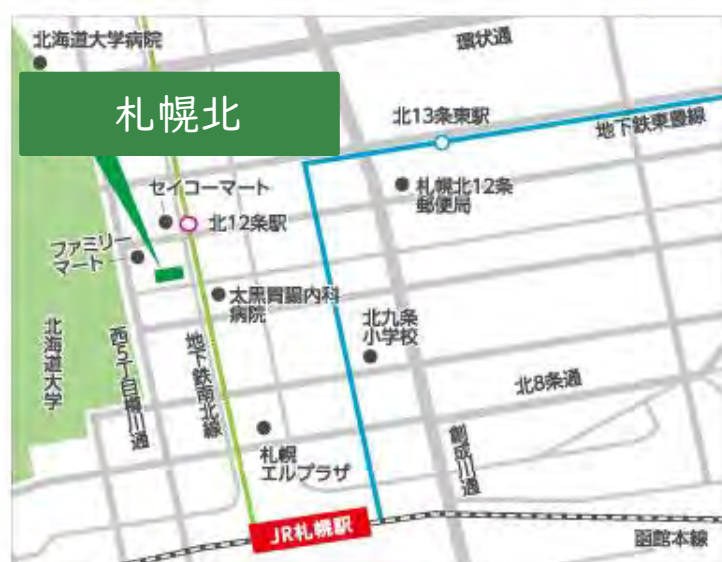 北海道大学病院
環状通
札幌北
北13条東駅
地下鉄東豊線
セイコーマート
札幌北12条
郵便局
北12条駅
ファミリー
マート
太黒胃腸内科
病院
北海道大学
西5丁目樽川通
地下鉄南北線
北九条
小学校
北8条通
創成川通
札幌
エルプラザ
JR札幌駅
函館本線